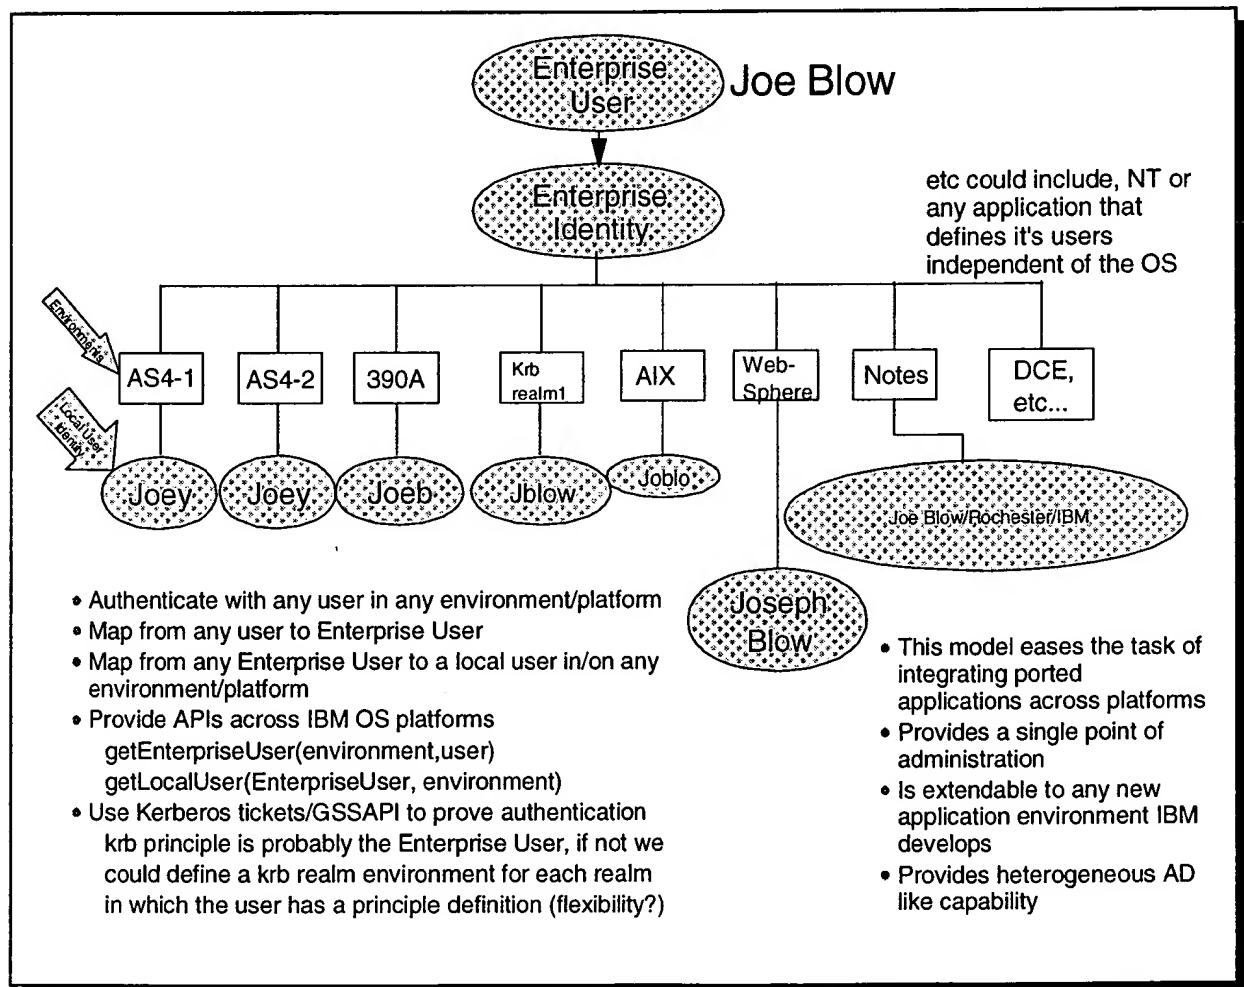 Enterprise
User
Joe Blow
Enterprise
Identity
etc could include, NT or
any application that
defines it's users
independent of the OS
Environments
AS4-1
AS4-2
390A
Krb
realm1
AIX
Web-
Sphere
Notes
DCE,
etc...
Local User
Identity
Joey
Joey
Joeb
Jblow
Joblo
Joe Blow/Rochester/IBM
Joseph
Blow
• Authenticate with any user in any environment/platform
• Map from any user to Enterprise User
• Map from any Enterprise User to a local user in/on any
environment/platform
• Provide APIs across IBM OS platforms
getEnterpriseUser(environment,user)
getLocalUser(EnterpriseUser, environment)
• Use Kerberos tickets/GSSAPI to prove authentication
krb principle is probably the Enterprise User, if not we
could define a krb realm environment for each realm
in which the user has a principle definition (flexibility?)
• This model eases the task of
integrating ported
applications across platforms
• Provides a single point of
administration
• Is extendable to any new
application environment IBM
develops
• Provides heterogeneous AD
like capability